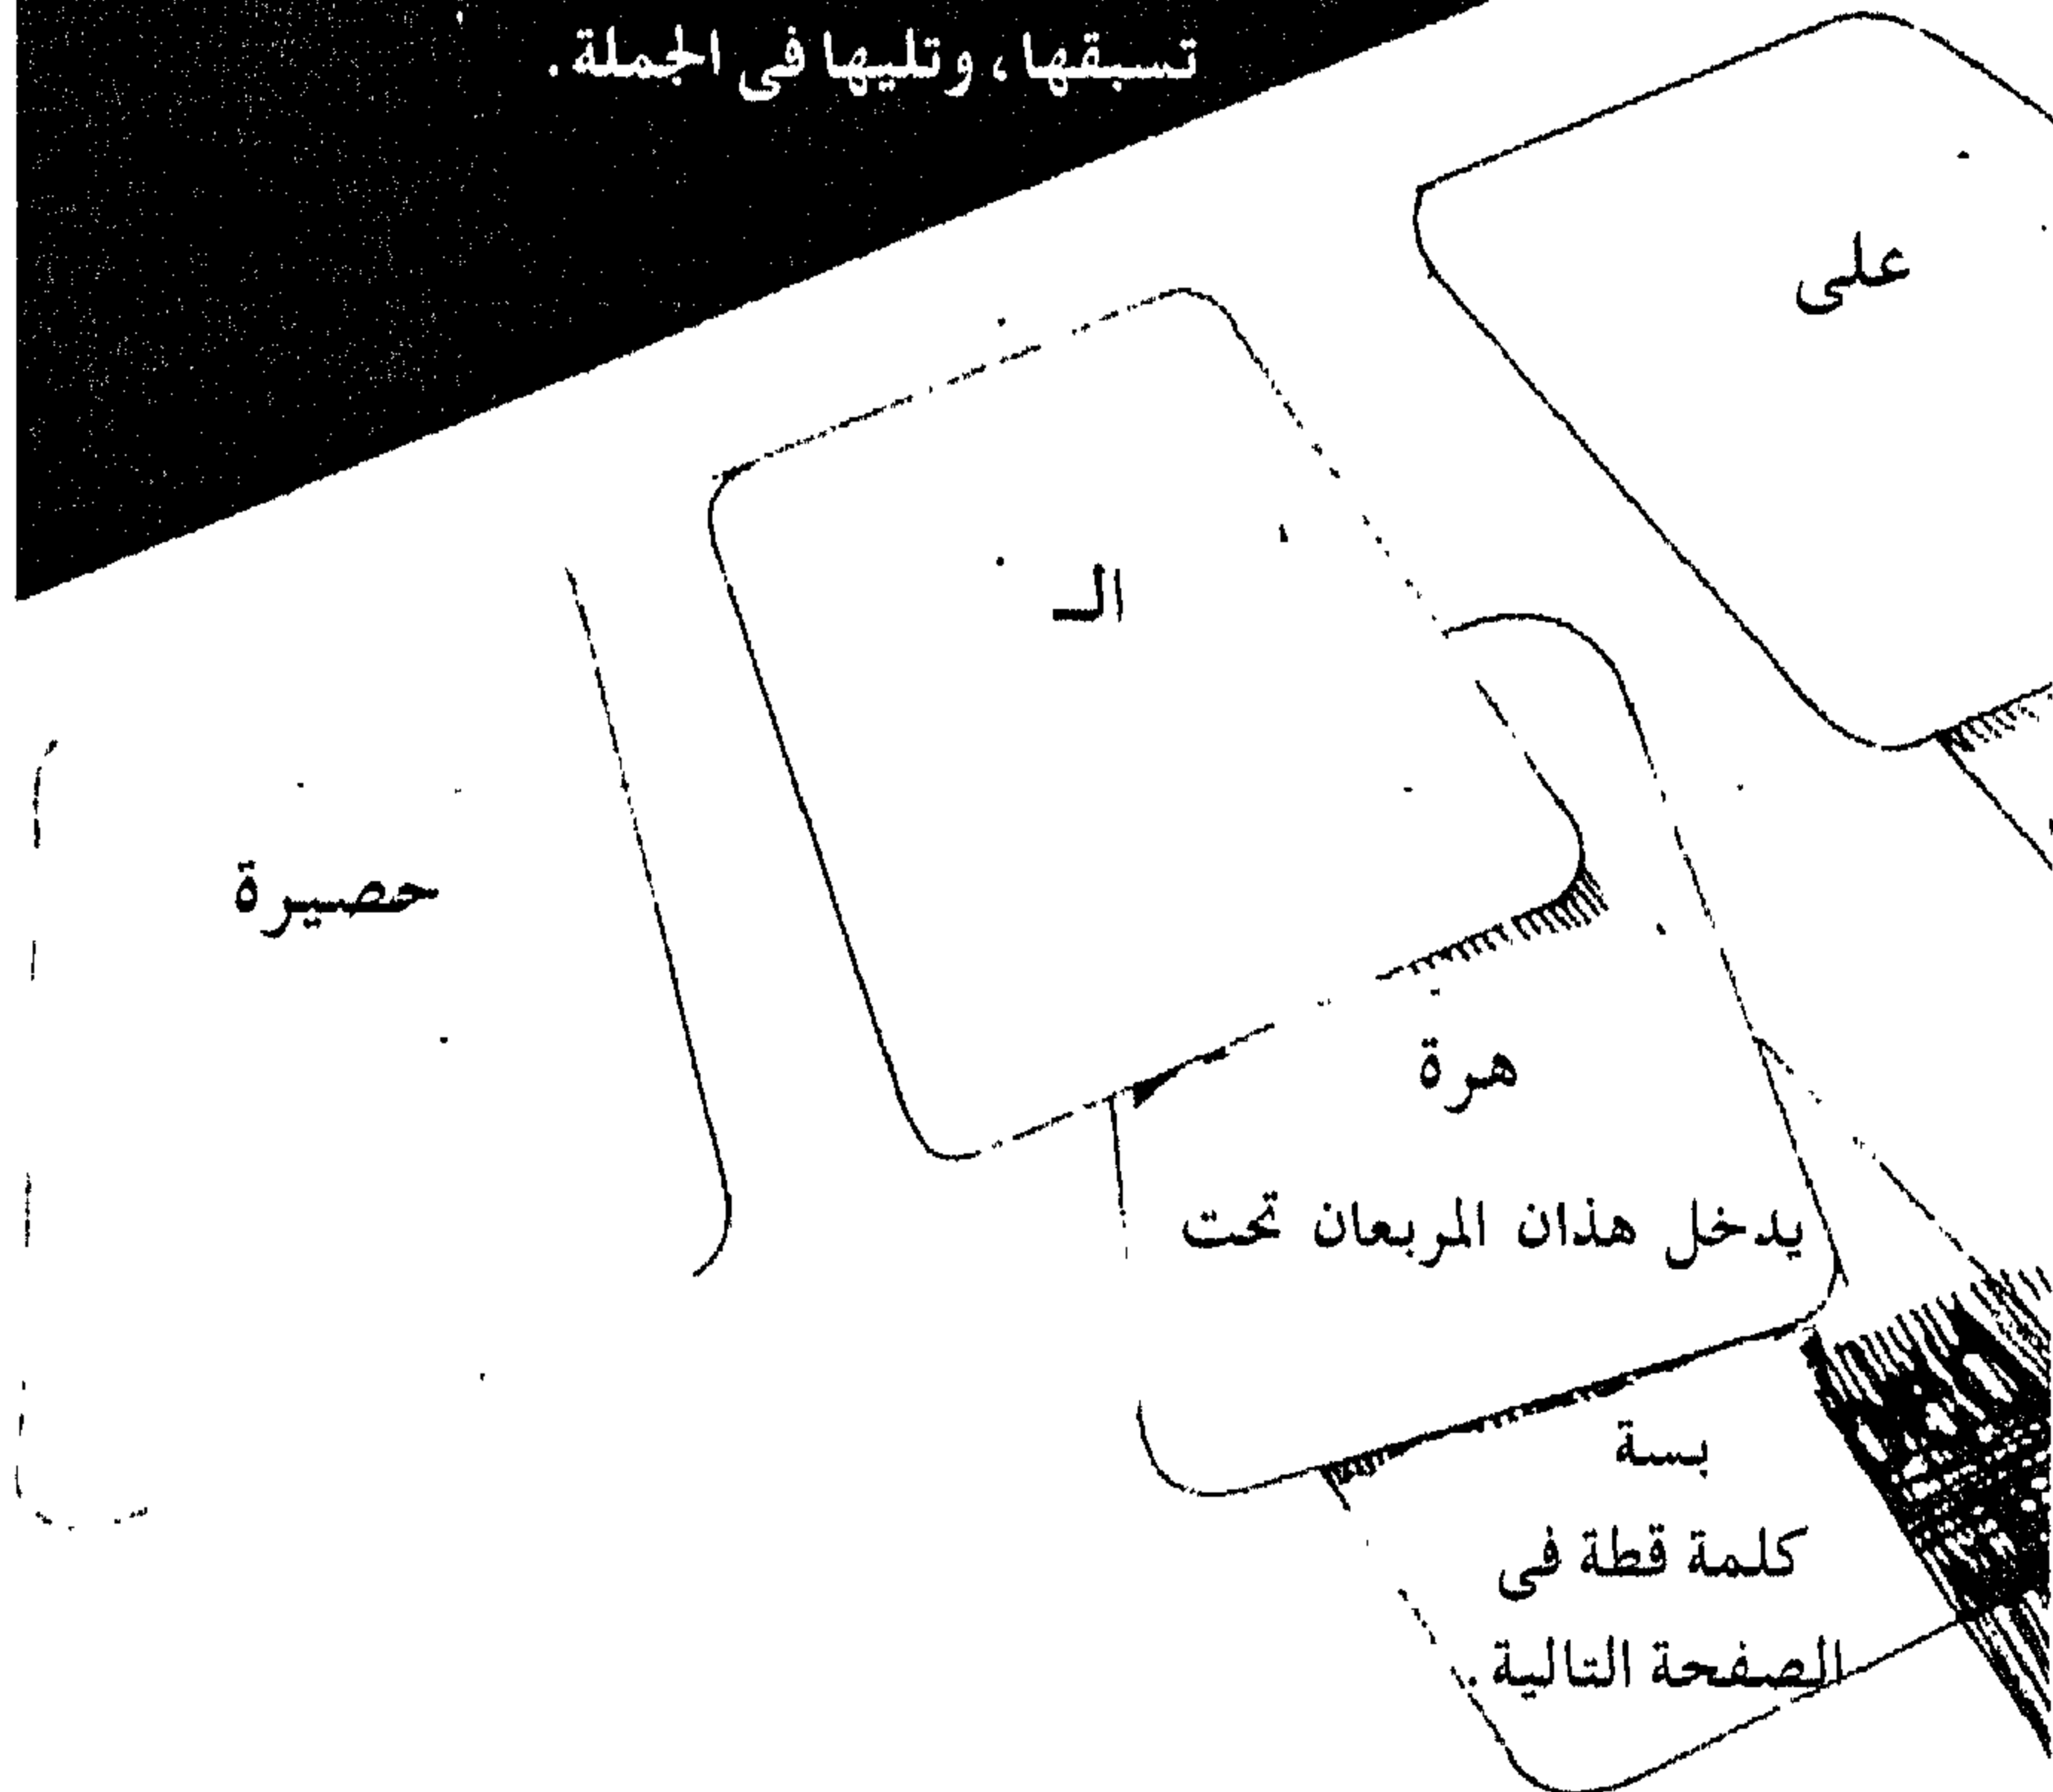 تسبقها، وتليها فى الجملة.
على
الـ
حصيرة
هرة
يدخل هذان المربعان تحت
بسة
كلمة قطة فى
الصفحة التالية.